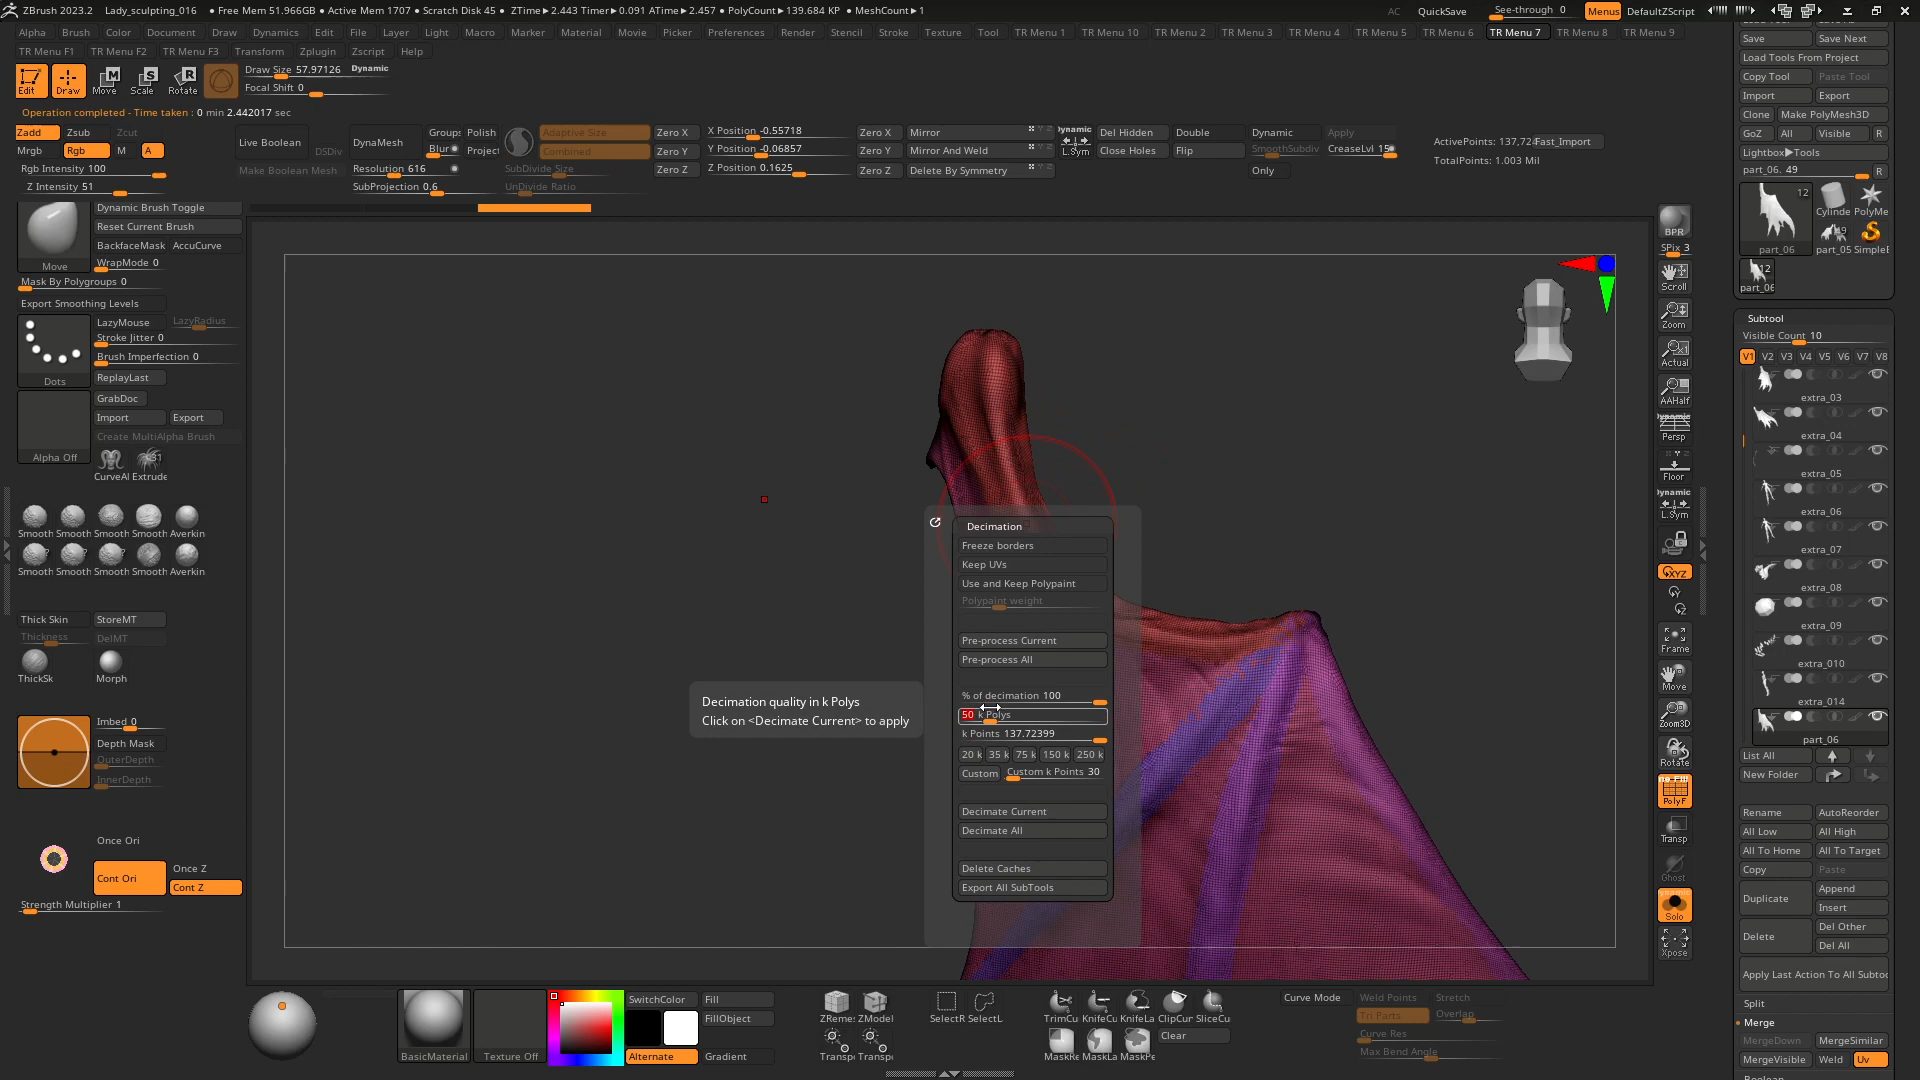 ZBrush 2023.2 Lady_sculpting_016 ● Free Mem 51.966GB ● Active Mem 1707 ● Scratch Disk 45 ● ZTime▶2.443 Timer▶0.091 ATime▶2.457 ● PolyCount▶139.684 KP ● MeshCount▶1 AC QuickSave See-through 0 Menus DefaultZScript
Alpha Brush Color Document Draw Dynamics Edit File Layer Light Macro Marker Material Movie Picker Preferences Render Stencil Stroke Texture Tool TR Menu 1 TR Menu 10 TR Menu 2 TR Menu 3 TR Menu 4 TR Menu 5 TR Menu 6 TR Menu 7 TR Menu 8 TR Menu 9
TR Menu F1 TR Menu F2 TR Menu F3 Transform Zplugin Zscript Help
Edit Draw Move Scale Rotate
Draw Size 57.97126 Dynamic
Focal Shift 0
Operation completed - Time taken : 0 min 2.442017 sec
Zadd Zsub Zcut
Mrgb Rgb M A
Rgb Intensity 100
Z Intensity 51
Live Boolean
DSDiv
Make Boolean Mesh
DynaMesh
Groups Polish
Blur Project
Resolution 616
SubProjection 0.6
Adaptive Size
Combined
SubDivide Size
UnDivide Ratio
Zero X
Zero Y
Zero Z
X Position -0.55718
Y Position -0.06857
Z Position 0.1625
Zero X
Zero Y
Zero Z
Mirror
Mirror And Weld
Delete By Symmetry
Dynamic
L.Sym
Del Hidden Double
Close Holes Flip
Dynamic Apply
SmoothSubdiv CreaseLvl 15
Only
ActivePoints: 137,724
Fast_Import
TotalPoints: 1.003 Mil
Dynamic Brush Toggle
Reset Current Brush
BackfaceMask AccuCurve
Move
WrapMode 0
Mask By Polygroups 0
Export Smoothing Levels
LazyMouse LazyRadius
Stroke Jitter 0
Brush Imperfection 0
Dots
ReplayLast
GrabDoc
Import Export
Create MultiAlpha Brush
Alpha Off
CurveAl Extrude
Smooth Smooth Smooth Smooth Averkin
Smooth Smooth Smooth Smooth Averkin
Thick Skin StoreMT
Thickness DelMT
ThickSk Morph
Imbed 0
Depth Mask
OuterDepth
InnerDepth
Once Ori
Cont Ori
Once Z
Cont Z
Strength Multiplier 1
Decimation
Freeze borders
Keep UVs
Use and Keep Polypaint
Polypaint weight
Pre-process Current
Pre-process All
% of decimation 100
50 k Polys
k Points 137.72399
20 k 35 k 75 k 150 k 250 k
Custom Custom k Points 30
Decimate Current
Decimate All
Delete Caches
Export All SubTools
Decimation quality in k Polys
Click on <Decimate Current> to apply
BPR
SPix 3
Scroll
Zoom
Actual
AAHalf
Dynamic
Persp
Floor
Dynamic
L.Sym
XYZ
Frame
Move
Zoom3D
Rotate
PolyF
Transp
Ghost
Dynamic
Solo
Xpose
Save Save Next
Load Tools From Project
Copy Tool Paste Tool
Import Export
Clone Make PolyMesh3D
GoZ All Visible R
Lightbox▶Tools
part_06. 49 R
12
part_06
Cylinde PolyMe
part_05 SimpleB
12
part_06
Subtool
Visible Count 10
V1 V2 V3 V4 V5 V6 V7 V8
extra_03
extra_04
extra_05
extra_06
extra_07
extra_08
extra_09
extra_010
extra_014
part_06
List All
New Folder
Rename AutoReorder
All Low All High
All To Home All To Target
Copy Paste
Duplicate
Append
Insert
Delete
Del Other
Del All
Apply Last Action To All Subtoo
Split
Merge
MergeDown MergeSimilar
MergeVisible Weld Uv
Boolean
BasicMaterial
Texture Off
SwitchColor
Alternate
Fill
FillObject
Gradient
ZReme ZModel
Transp Transpo
SelectR SelectL
TrimCu KnifeCu KnifeLa ClipCur SliceCu
MaskRe MaskLa MaskPe
Clear
Curve Mode
Weld Points Stretch
Tri Parts Overlap
Curve Res
Max Bend Angle